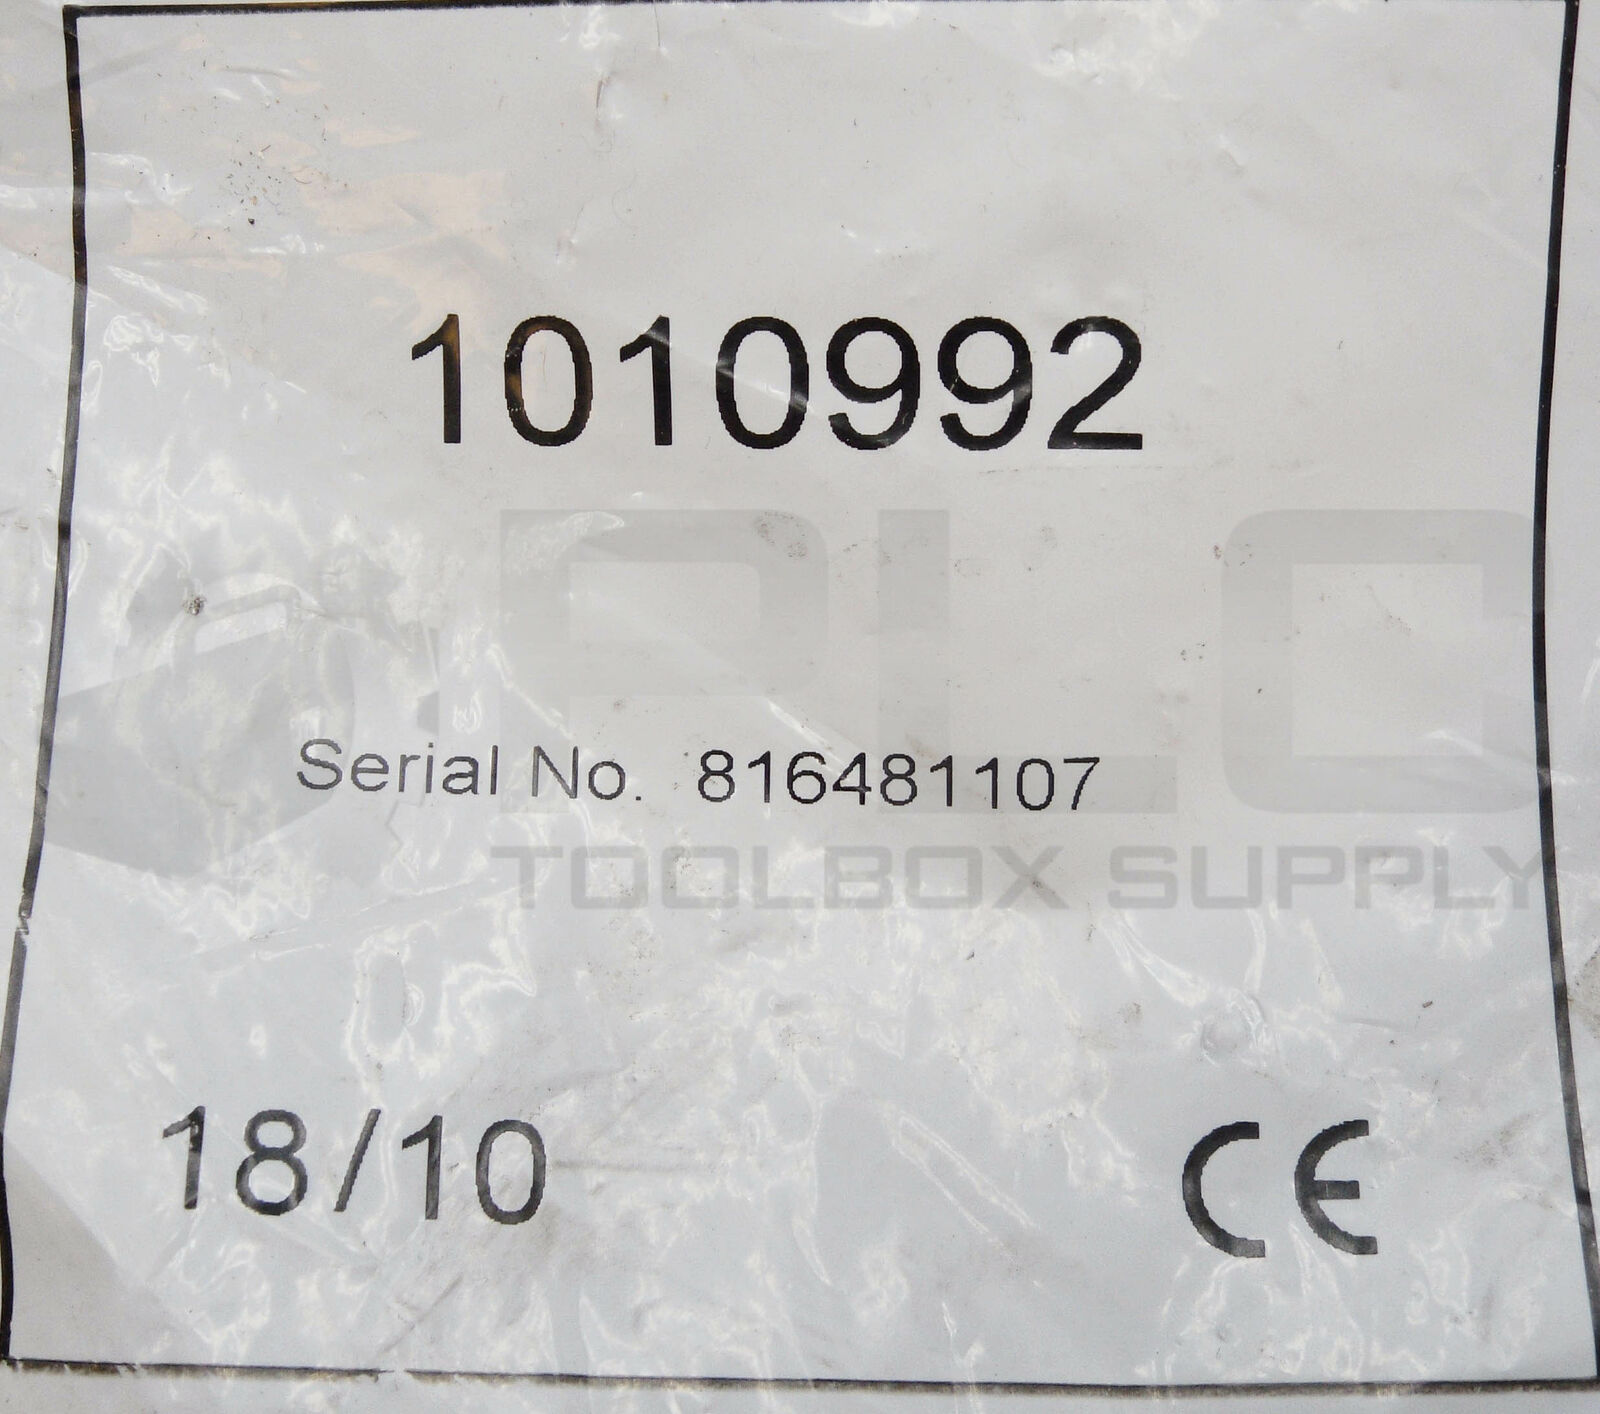 1010992
PLC
Serial No. 816481107
TOOLBOX SUPPLY
18/10
CE